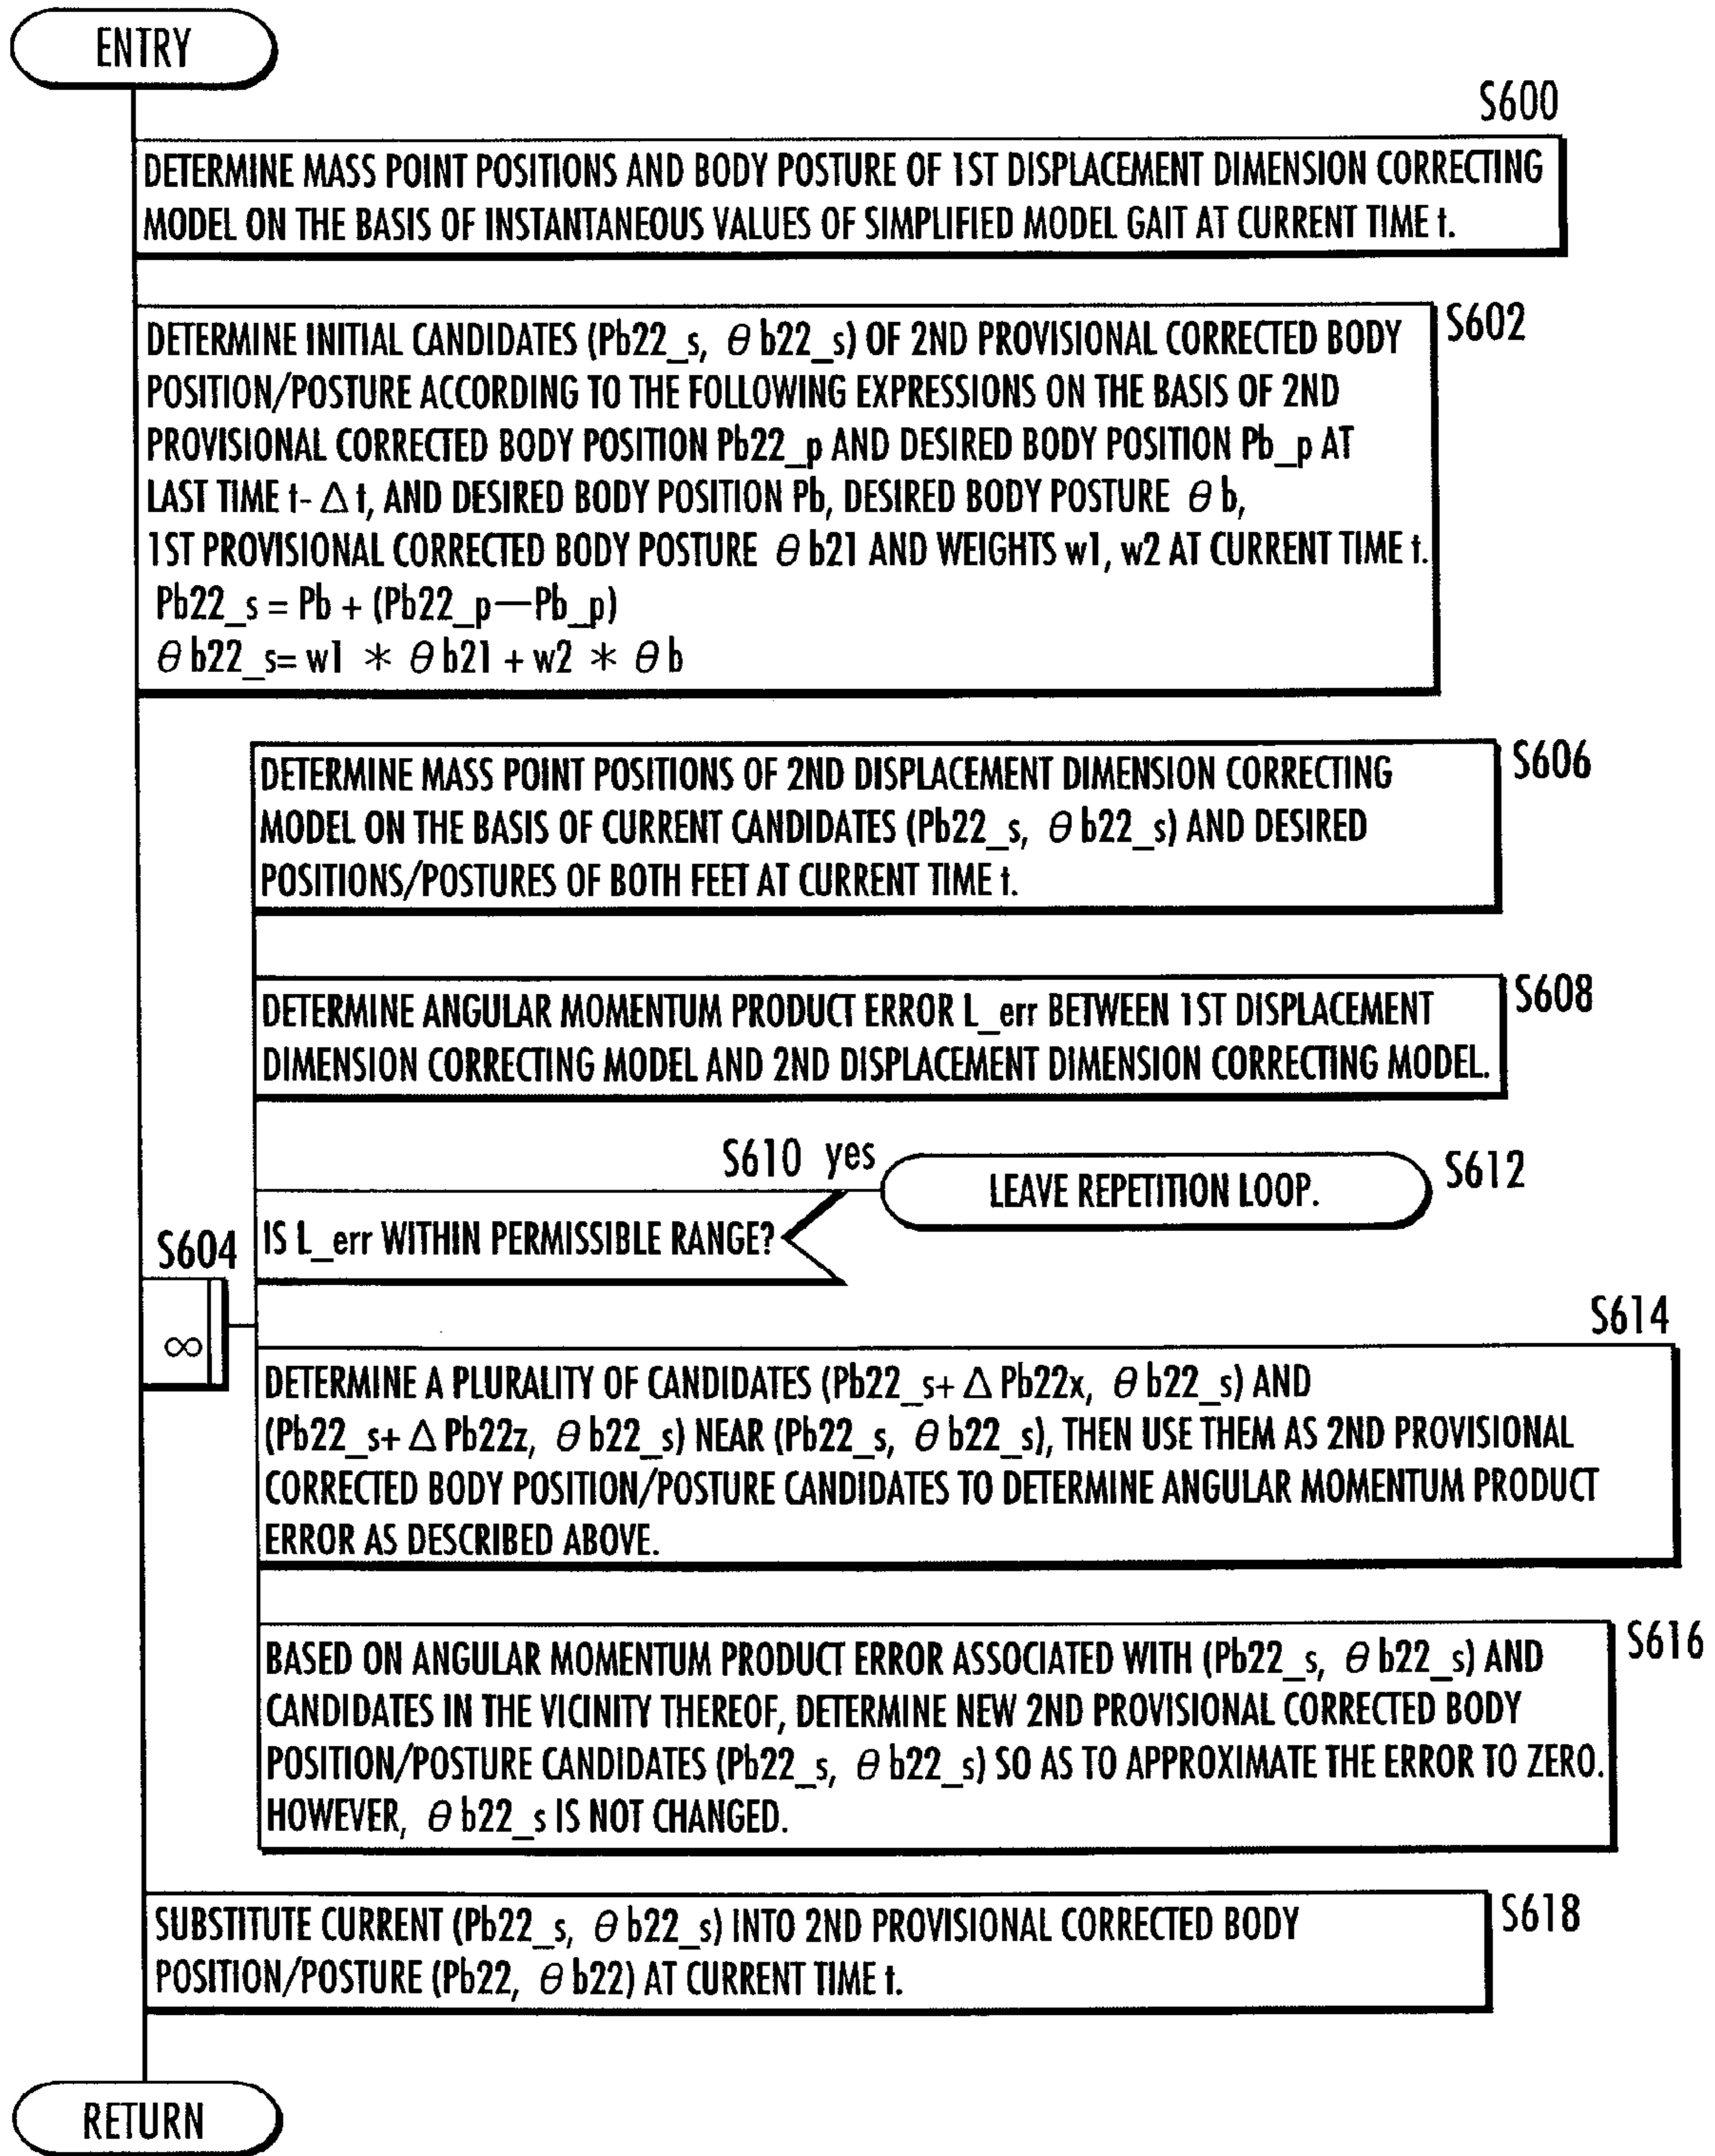 ENTRY
S600
DETERMINE MASS POINT POSITIONS AND BODY POSTURE OF 1ST DISPLACEMENT DIMENSION CORRECTING
MODEL ON THE BASIS OF INSTANTANEOUS VALUES OF SIMPLIFIED MODEL GAIT AT CURRENT TIME t.
S602
DETERMINE INITIAL CANDIDATES (Pb22_s, θb22_s) OF 2ND PROVISIONAL CORRECTED BODY
POSITION/POSTURE ACCORDING TO THE FOLLOWING EXPRESSIONS ON THE BASIS OF 2ND
PROVISIONAL CORRECTED BODY POSITION Pb22_p AND DESIRED BODY POSITION Pb_p AT
LAST TIME t-Δt, AND DESIRED BODY POSITION Pb, DESIRED BODY POSTURE θb,
1ST PROVISIONAL CORRECTED BODY POSTURE θb21 AND WEIGHTS w1, w2 AT CURRENT TIME t.
Pb22_s = Pb + (Pb22_p—Pb_p)
θb22_s= w1 * θb21 + w2 * θb
S606
DETERMINE MASS POINT POSITIONS OF 2ND DISPLACEMENT DIMENSION CORRECTING
MODEL ON THE BASIS OF CURRENT CANDIDATES (Pb22_s, θb22_s) AND DESIRED
POSITIONS/POSTURES OF BOTH FEET AT CURRENT TIME t.
S608
DETERMINE ANGULAR MOMENTUM PRODUCT ERROR L_err BETWEEN 1ST DISPLACEMENT
DIMENSION CORRECTING MODEL AND 2ND DISPLACEMENT DIMENSION CORRECTING MODEL.
S610 yes
LEAVE REPETITION LOOP.
S612
IS L_err WITHIN PERMISSIBLE RANGE?
S604
∞
S614
DETERMINE A PLURALITY OF CANDIDATES (Pb22_s+ΔPb22x, θb22_s) AND
(Pb22_s+ΔPb22z, θb22_s) NEAR (Pb22_s, θb22_s), THEN USE THEM AS 2ND PROVISIONAL
CORRECTED BODY POSITION/POSTURE CANDIDATES TO DETERMINE ANGULAR MOMENTUM PRODUCT
ERROR AS DESCRIBED ABOVE.
S616
BASED ON ANGULAR MOMENTUM PRODUCT ERROR ASSOCIATED WITH (Pb22_s, θb22_s) AND
CANDIDATES IN THE VICINITY THEREOF, DETERMINE NEW 2ND PROVISIONAL CORRECTED BODY
POSITION/POSTURE CANDIDATES (Pb22_s, θb22_s) SO AS TO APPROXIMATE THE ERROR TO ZERO.
HOWEVER, θb22_s IS NOT CHANGED.
S618
SUBSTITUTE CURRENT (Pb22_s, θb22_s) INTO 2ND PROVISIONAL CORRECTED BODY
POSITION/POSTURE (Pb22, θb22) AT CURRENT TIME t.
RETURN